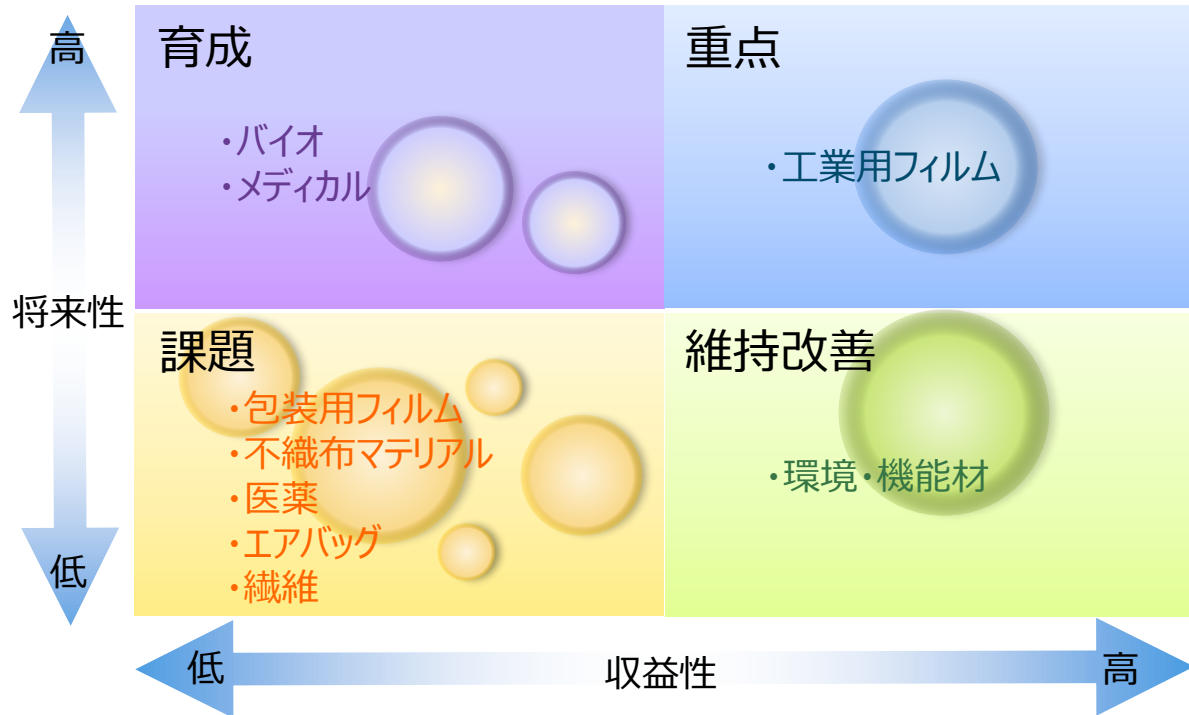 高
育成
・バイオ
・メディカル
重点
・工業用フィルム
将来性
課題
・包装用フィルム
・不織布マテリアル
・医薬
・エアバッグ
・繊維
維持改善
・環境・機能材
低
低
収益性
高